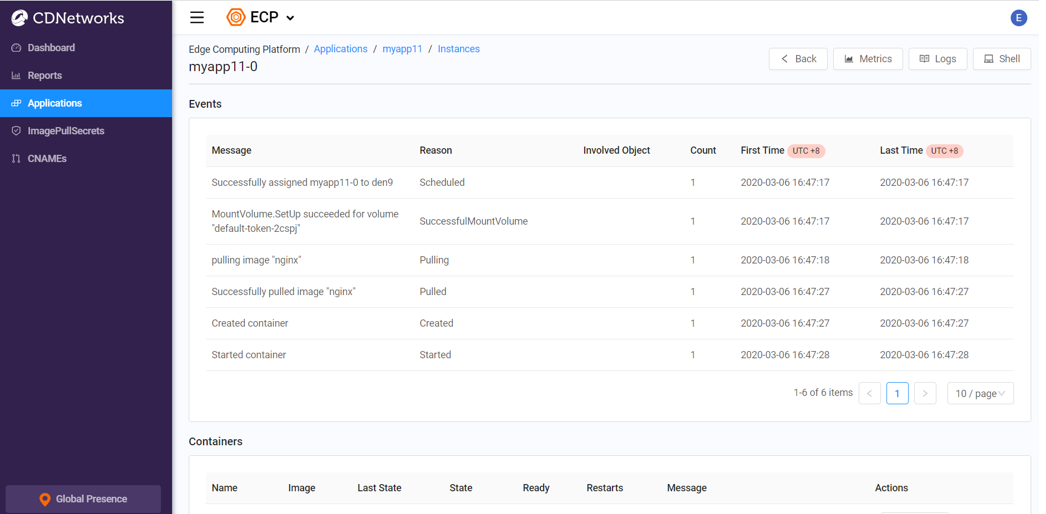 CDNetworks
ECP
E
Dashboard
Reports
Applications
ImagePullSecrets
CNAMEs
Global Presence
Edge Computing Platform / Applications / myapp11 / Instances
myapp11-0
Back Metrics Logs Shell
Events
Message Reason Involved Object Count First Time UTC +8 Last Time UTC +8
Successfully assigned myapp11-0 to den9 Scheduled 1 2020-03-06 16:47:17 2020-03-06 16:47:17
MountVolume.SetUp succeeded for volume
"default-token-2cspj" SuccessfulMountVolume 1 2020-03-06 16:47:17 2020-03-06 16:47:17
pulling image "nginx" Pulling 1 2020-03-06 16:47:18 2020-03-06 16:47:18
Successfully pulled image "nginx" Pulled 1 2020-03-06 16:47:27 2020-03-06 16:47:27
Created container Created 1 2020-03-06 16:47:27 2020-03-06 16:47:27
Started container Started 1 2020-03-06 16:47:28 2020-03-06 16:47:28
1-6 of 6 items < 1 > 10 / page
Containers
Name Image Last State State Ready Restarts Message Actions